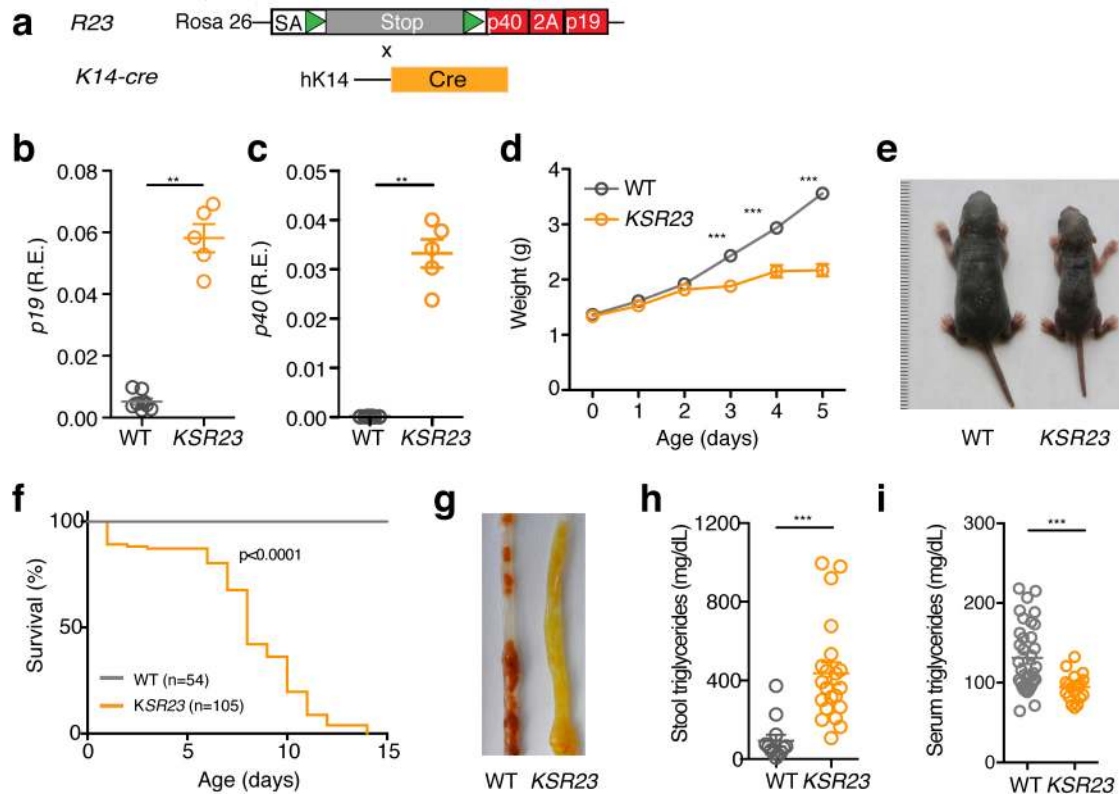 a
R23
Rosa 26
SA
Stop
p40
2A
p19
x
K14-cre
hK14
Cre
b
p19 (R.E.)
0.08
0.06
0.04
0.02
0.00
**
WT
KSR23
c
p40 (R.E.)
0.05
0.04
0.03
0.02
0.01
0.00
**
WT
KSR23
d
Weight (g)
4
3
2
1
0
WT
KSR23
***
***
***
0 1 2 3 4 5
Age (days)
e
WT
KSR23
f
Survival (%)
100
50
0
p<0.0001
WT (n=54)
KSR23 (n=105)
0 5 10 15
Age (days)
g
WT
KSR23
h
Stool triglycerides (mg/dL)
1200
800
400
0
***
WT
KSR23
i
Serum triglycerides (mg/dL)
300
200
100
0
***
WT
KSR23